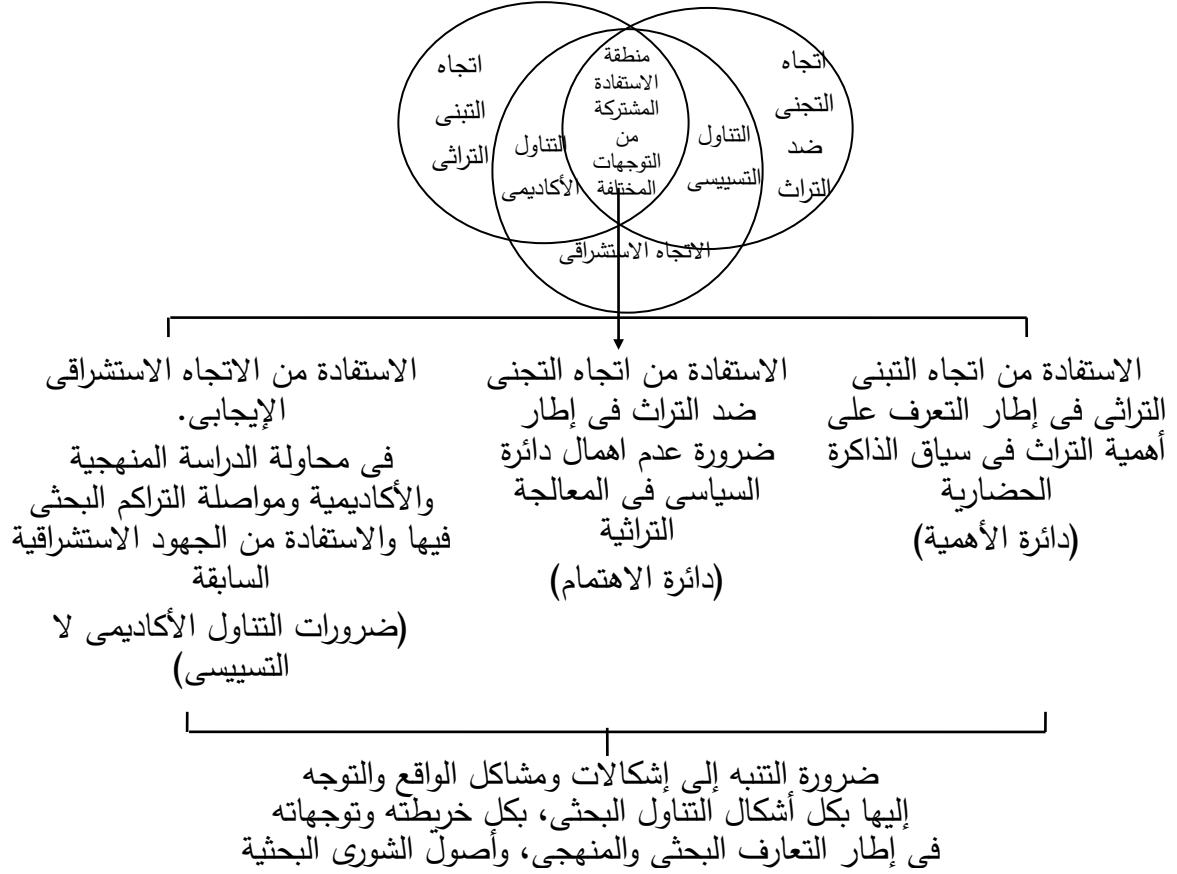 اتجاه
التجنى
ضد
التراث
التناول
التسييسى
منطقة
الاستفادة
المشتركة
من
التوجهات
المختلفة
التناول
الأكاديمى
اتجاه
التبنى
التراثى
الاتجاه الاستشراقى
الاستفادة من اتجاه التبنى
التراثى فى إطار التعرف على
أهمية التراث فى سياق الذاكرة
الحضارية
(دائرة الأهمية)
الاستفادة من اتجاه التجنى
ضد التراث فى إطار
ضرورة عدم اهمال دائرة
السياسى فى المعالجة
التراثية
(دائرة الاهتمام)
الاستفادة من الاتجاه الاستشراقى
الإيجابى.
فى محاولة الدراسة المنهجية
والأكاديمية ومواصلة التراكم البحثى
فيها والاستفادة من الجهود الاستشراقية
السابقة
(ضرورات التناول الأكاديمى لا
التسييسى)
ضرورة التنبه إلى إشكالات ومشاكل الواقع والتوجه
إليها بكل أشكال التناول البحثى، بكل خريطته وتوجهاته
فى إطار التعارف البحثى والمنهجى، وأصول الشورى البحثية